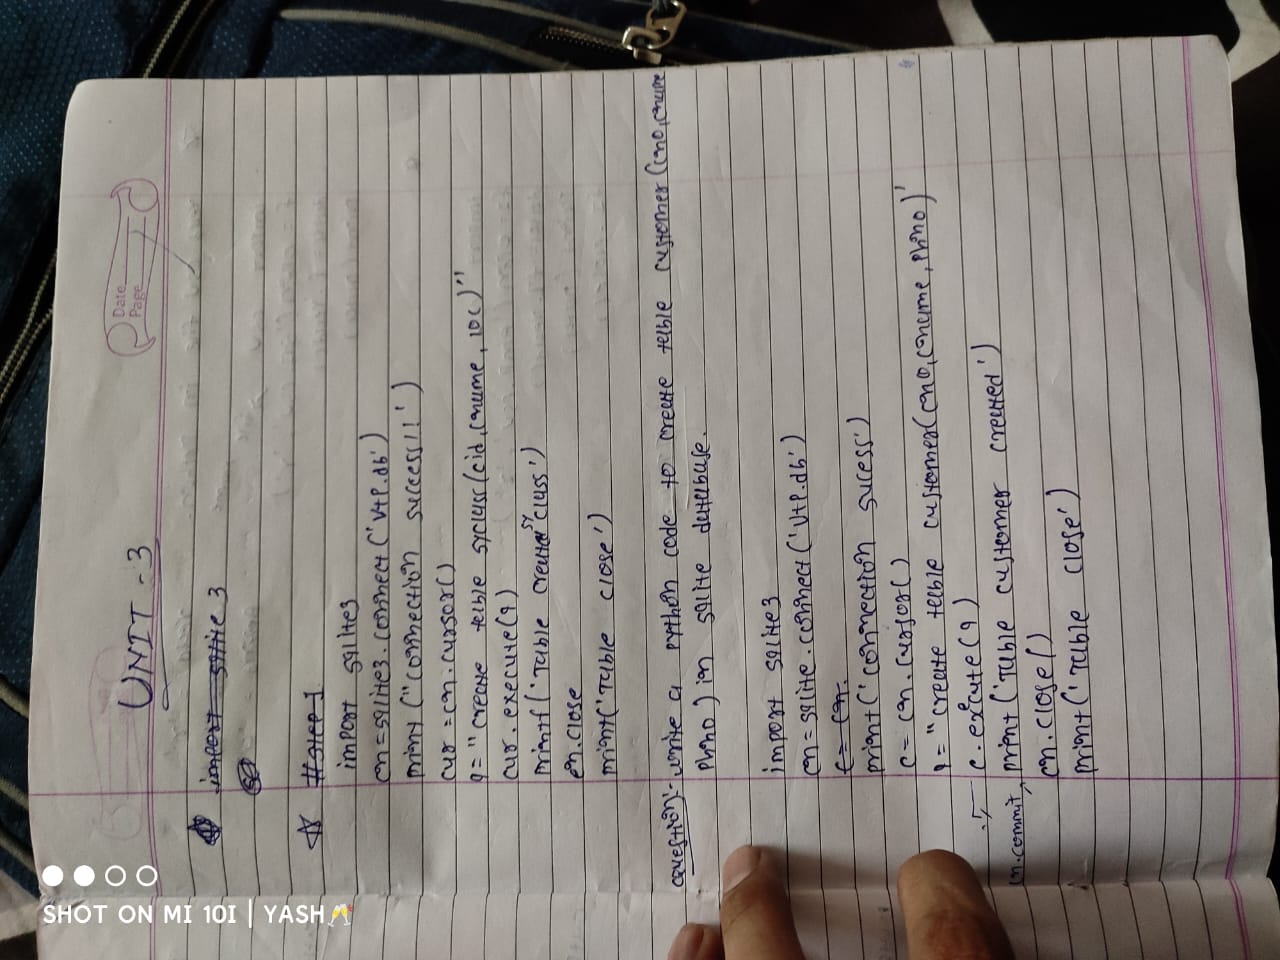 Date
Page
UNIT - 3
import sqlite 3
#step-1
import sqlite3
cn=sqlite3.connect('vtp.db')
print ("connection success!!')
cur = cn.cursor()
q = "create table syclass(cid,cname, loc)"
cur.execute(q)
print('Table created sy class')
cn.close
print('Table close')
Question:- write a python code to create table customer (cno,cname
phno) in sqlite database.
import sqlite3
cn=sqlite.connect('vtp.db')
c = cn.
print('connection sucess')
c = cn.cursor()
q = "create table customer(cno,cname,phno)'
c.execute(q)
cn.commit, print('Table customer created')
cn.close()
print('Table close')
SHOT ON MI 10I | YASH🥂